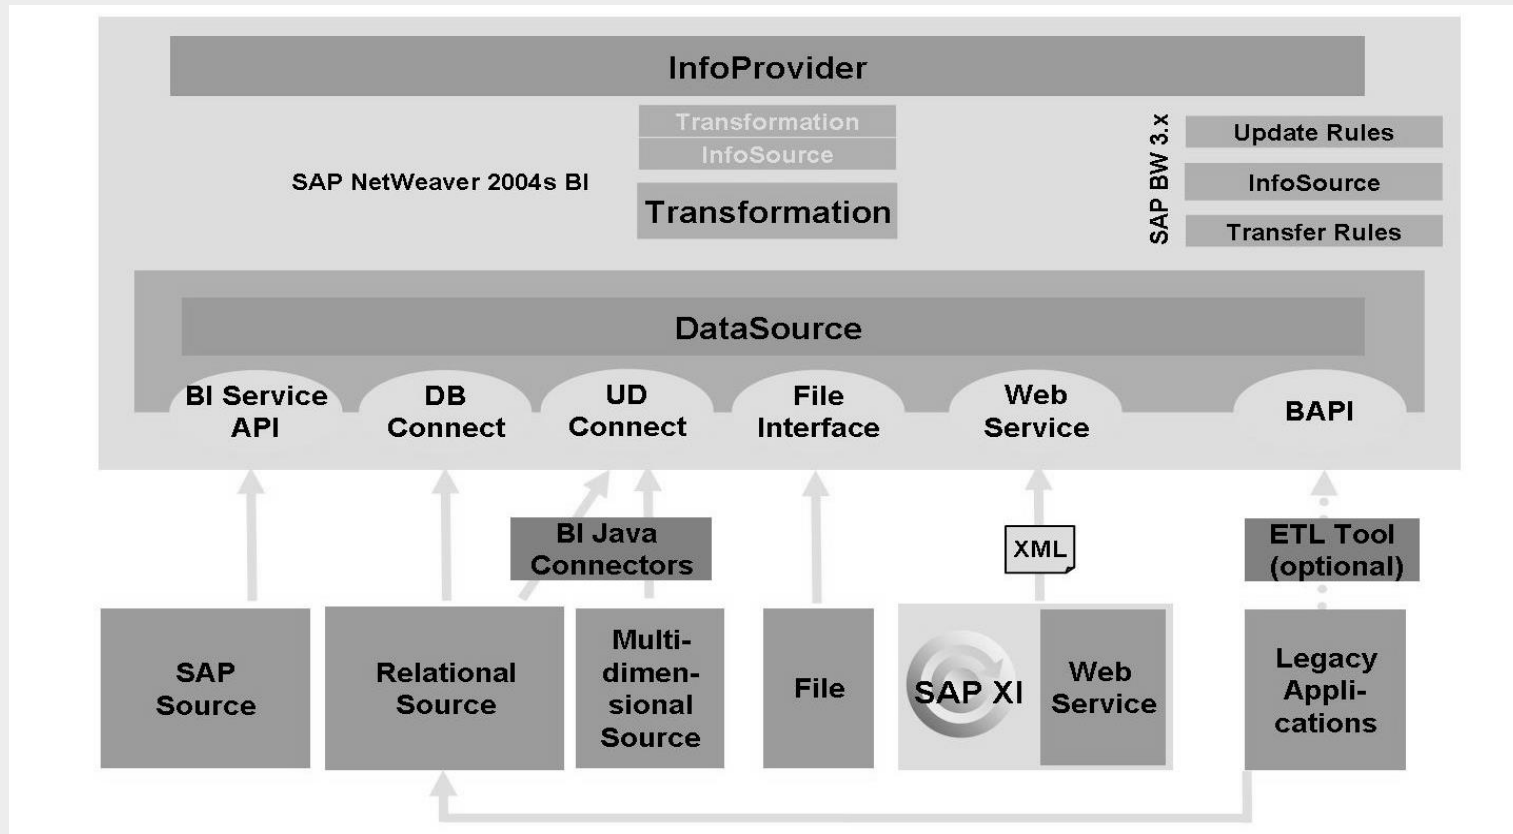 InfoProvider
Transformation
InfoSource
SAP NetWeaver 2004s BI
Transformation
SAP BW 3.x
Update Rules
InfoSource
Transfer Rules
DataSource
BI Service
API
DB
Connect
UD
Connect
File
Interface
Web
Service
BAPI
BI Java
Connectors
XML
ETL Tool
(optional)
SAP
Source
Relational
Source
Multi-
dimen-
sional
Source
File
SAP XI
Web
Service
Legacy
Appli-
cations